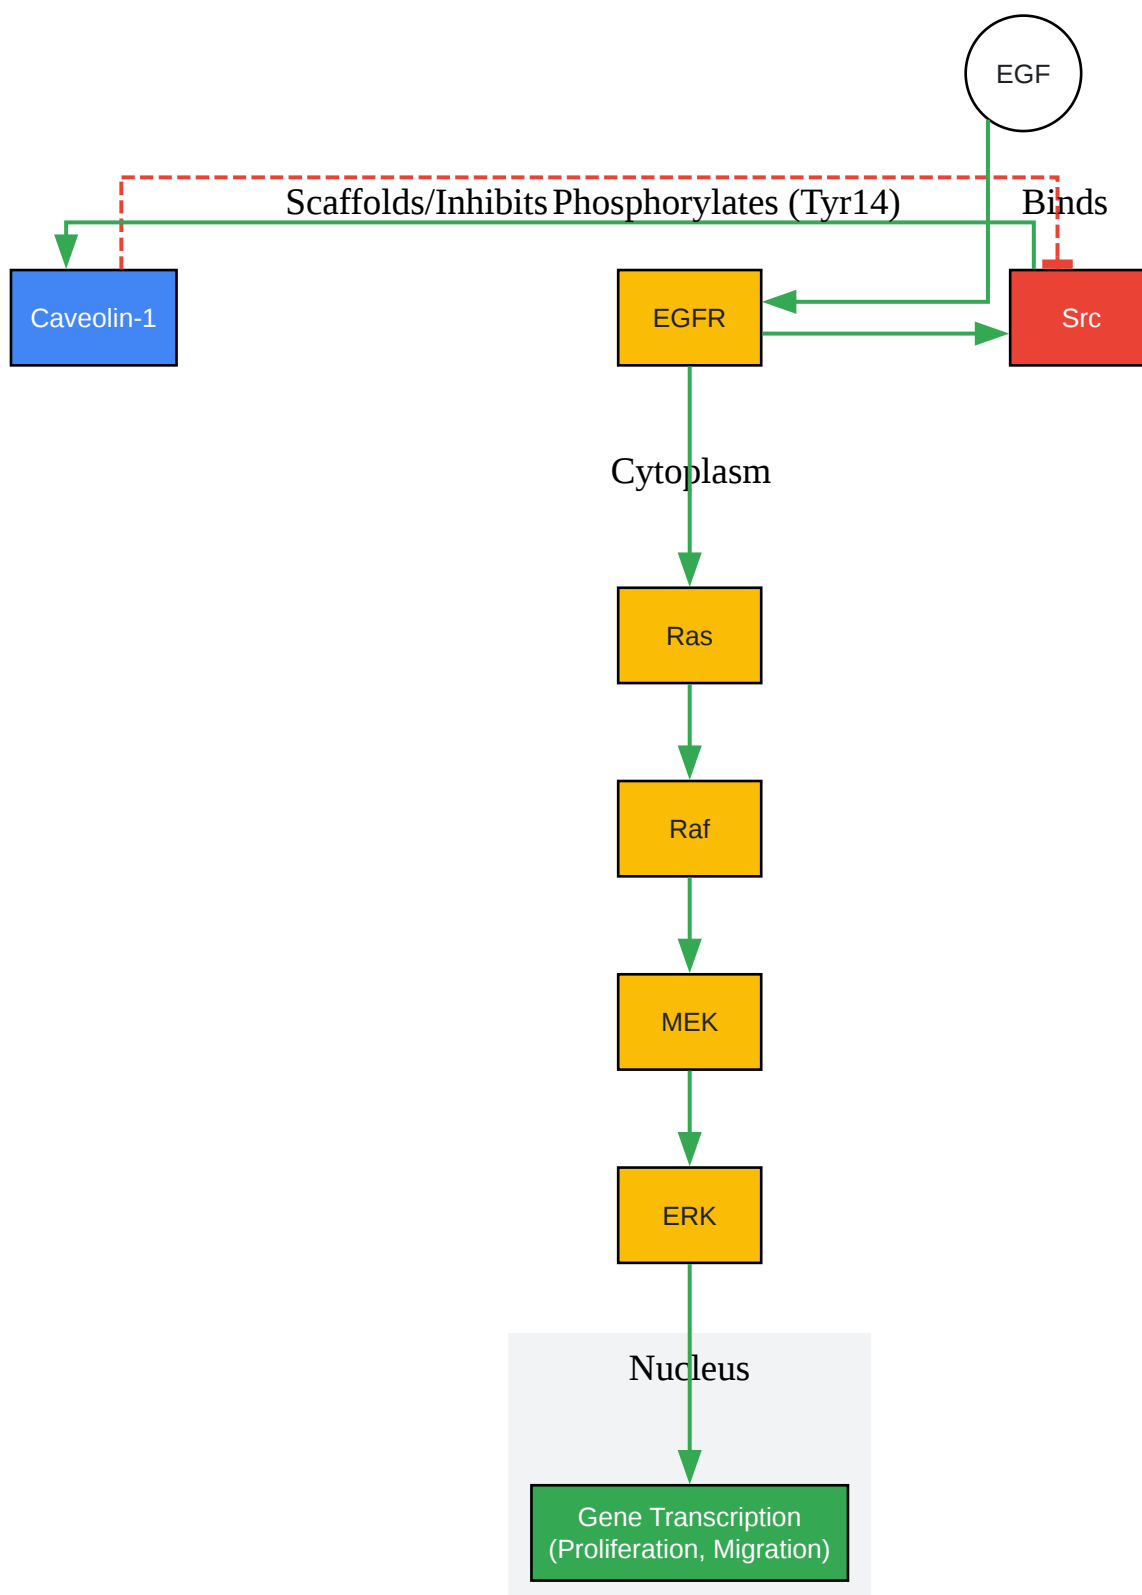 EGF
Scaffolds/Inhibits
Phosphorylates (Tyr14)
Binds
Caveolin-1
EGFR
Src
Cytoplasm
Ras
Raf
MEK
ERK
Nucleus
Gene Transcription
(Proliferation, Migration)